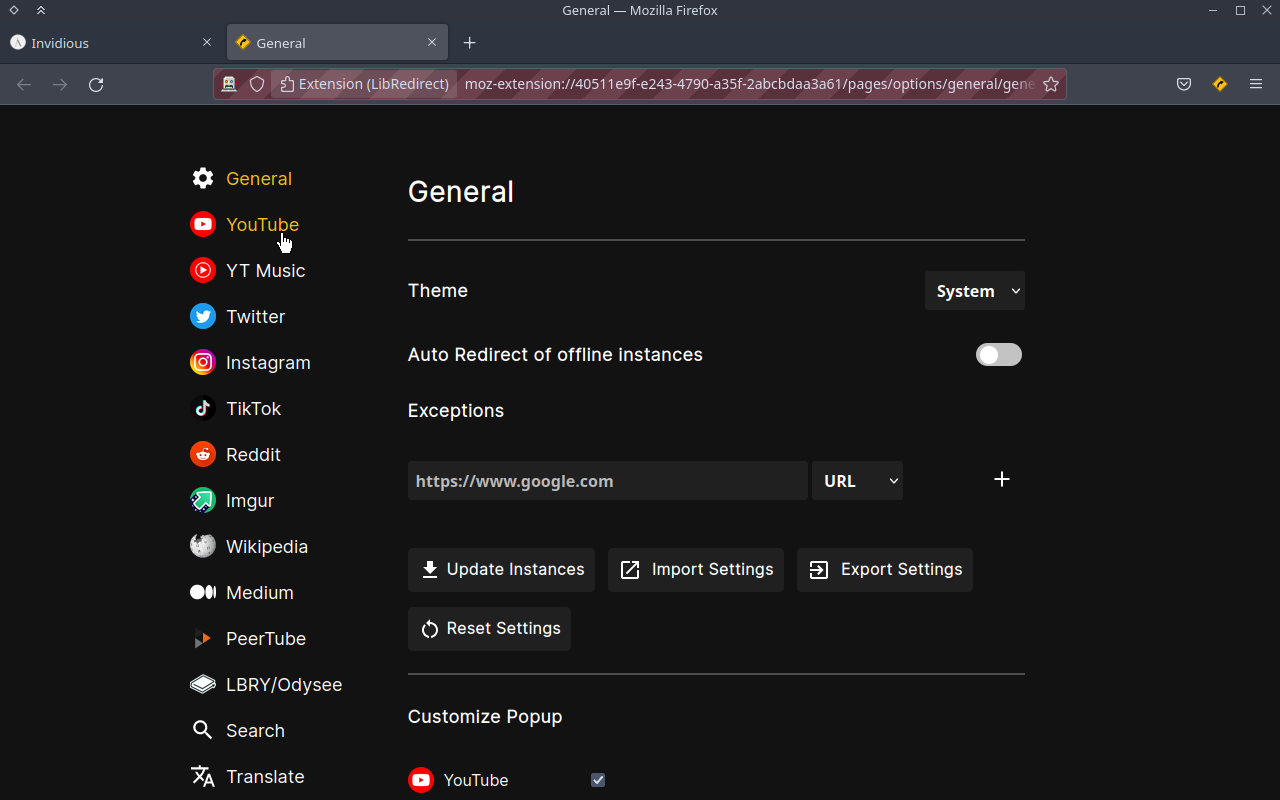 General — Mozilla Firefox
Invidious
General
Extension (LibRedirect)
moz-extension://40511e9f-e243-4790-a35f-2abcbdaa3a61/pages/options/general/gene
General
YouTube
YT Music
Twitter
Instagram
TikTok
Reddit
Imgur
Wikipedia
Medium
PeerTube
LBRY/Odysee
Search
Translate
General
Theme
System
Auto Redirect of offline instances
Exceptions
https://www.google.com
URL
Update Instances
Import Settings
Export Settings
Reset Settings
Customize Popup
YouTube